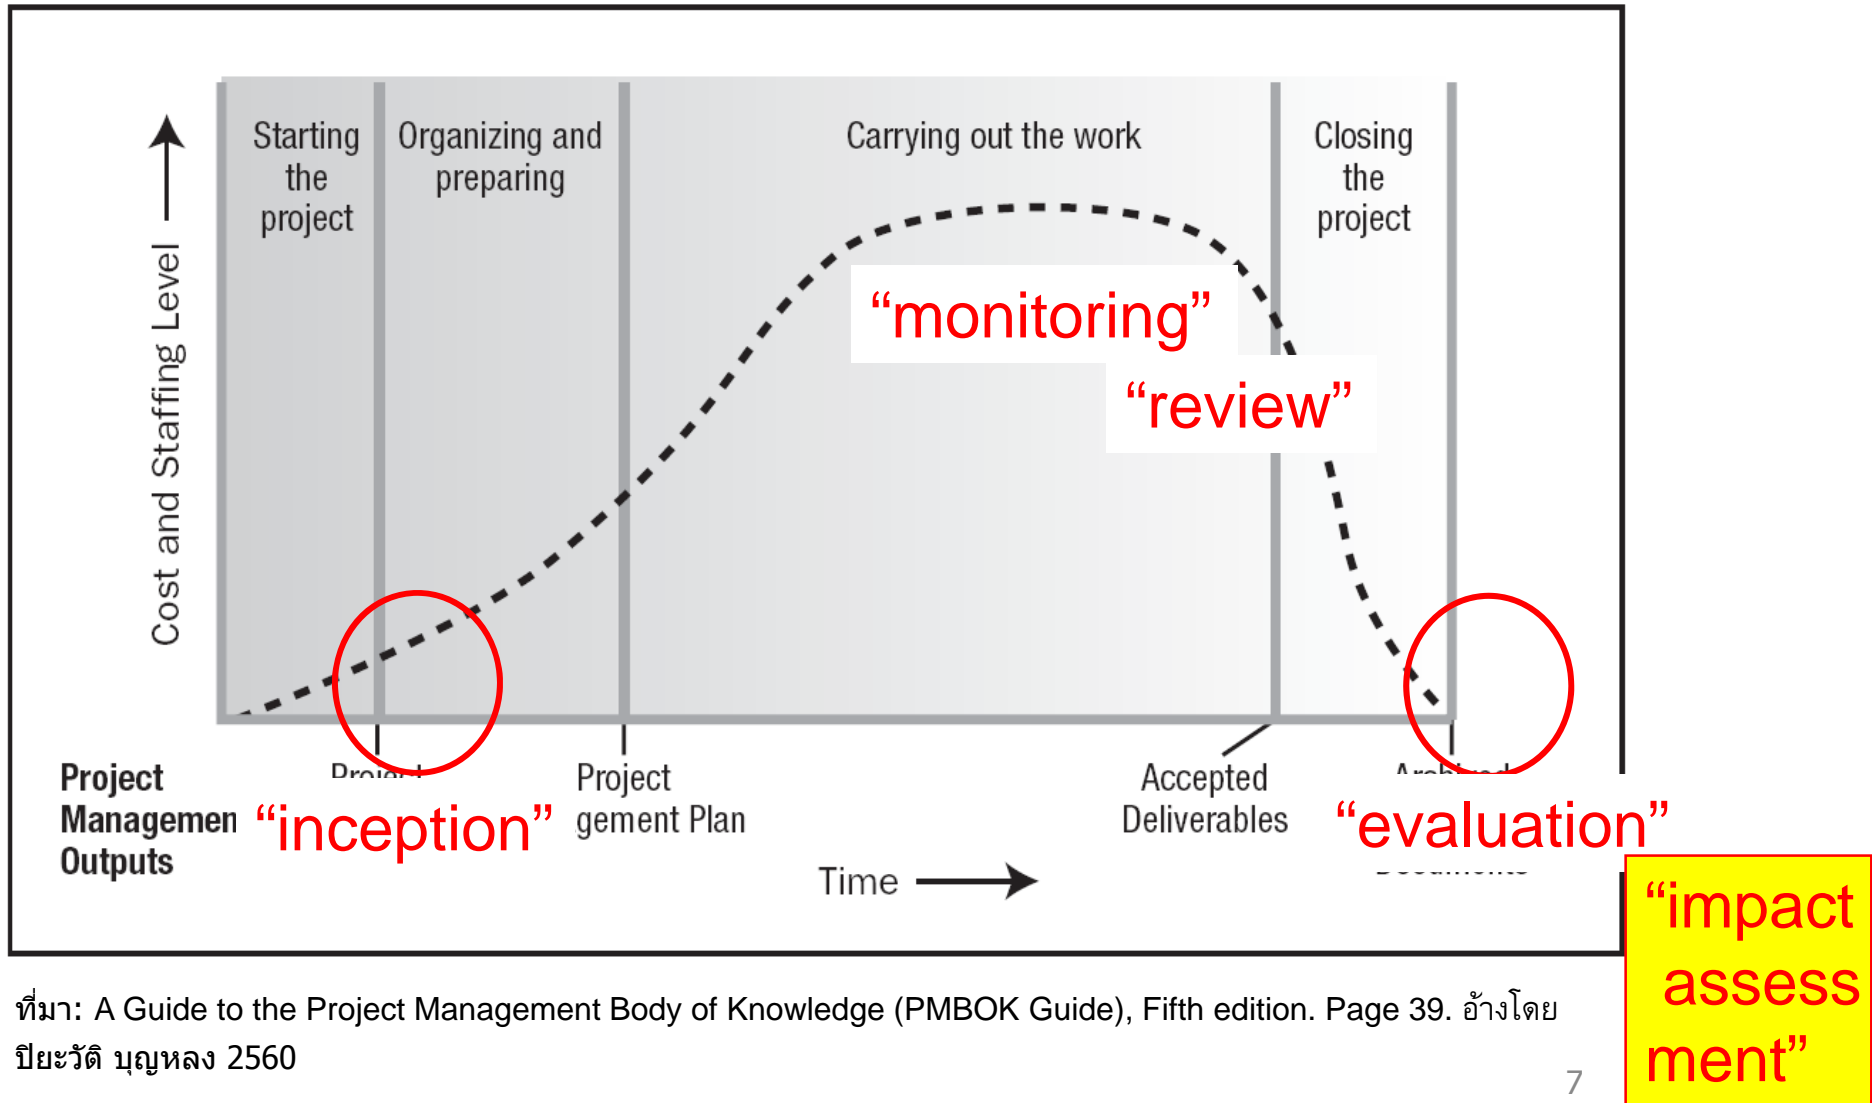 Starting
the
project
Organizing and
preparing
Carrying out the work
Closing
the
project
Cost and Staffing Level
“monitoring”
“review”
Project
Managemen
Outputs
Project
“inception”
Project
gement Plan
Accepted
Deliverables
Archived
“evaluation”
Documents
Time
“impact
assess
ment”
ที่มา: A Guide to the Project Management Body of Knowledge (PMBOK Guide), Fifth edition. Page 39. อ้างโดย
ปิยะวัติ บุญหลง 2560
7